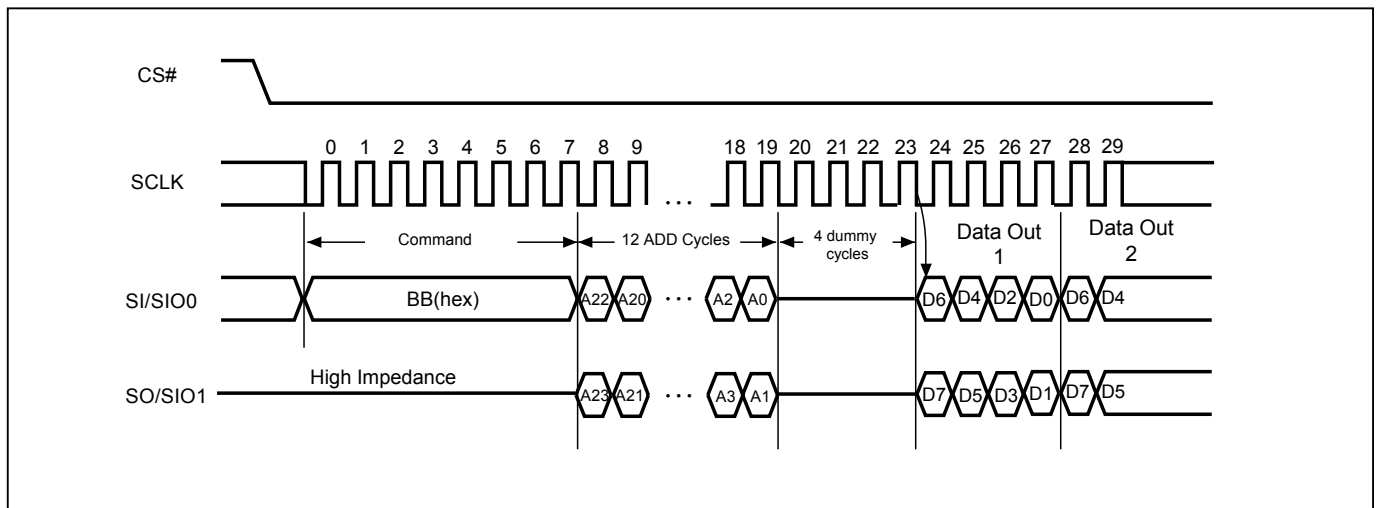 CS#
0 1 2 3 4 5 6 7 8 9 18 19 20 21 22 23 24 25 26 27 28 29
SCLK
...
Command 12 ADD Cycles 4 dummy cycles Data Out 1 Data Out 2
SI/SIO0 BB(hex) A22 A20 ... A2 A0 D6 D4 D2 D0 D6 D4
High Impedance
SO/SIO1 A23 A21 ... A3 A1 D7 D5 D3 D1 D7 D5